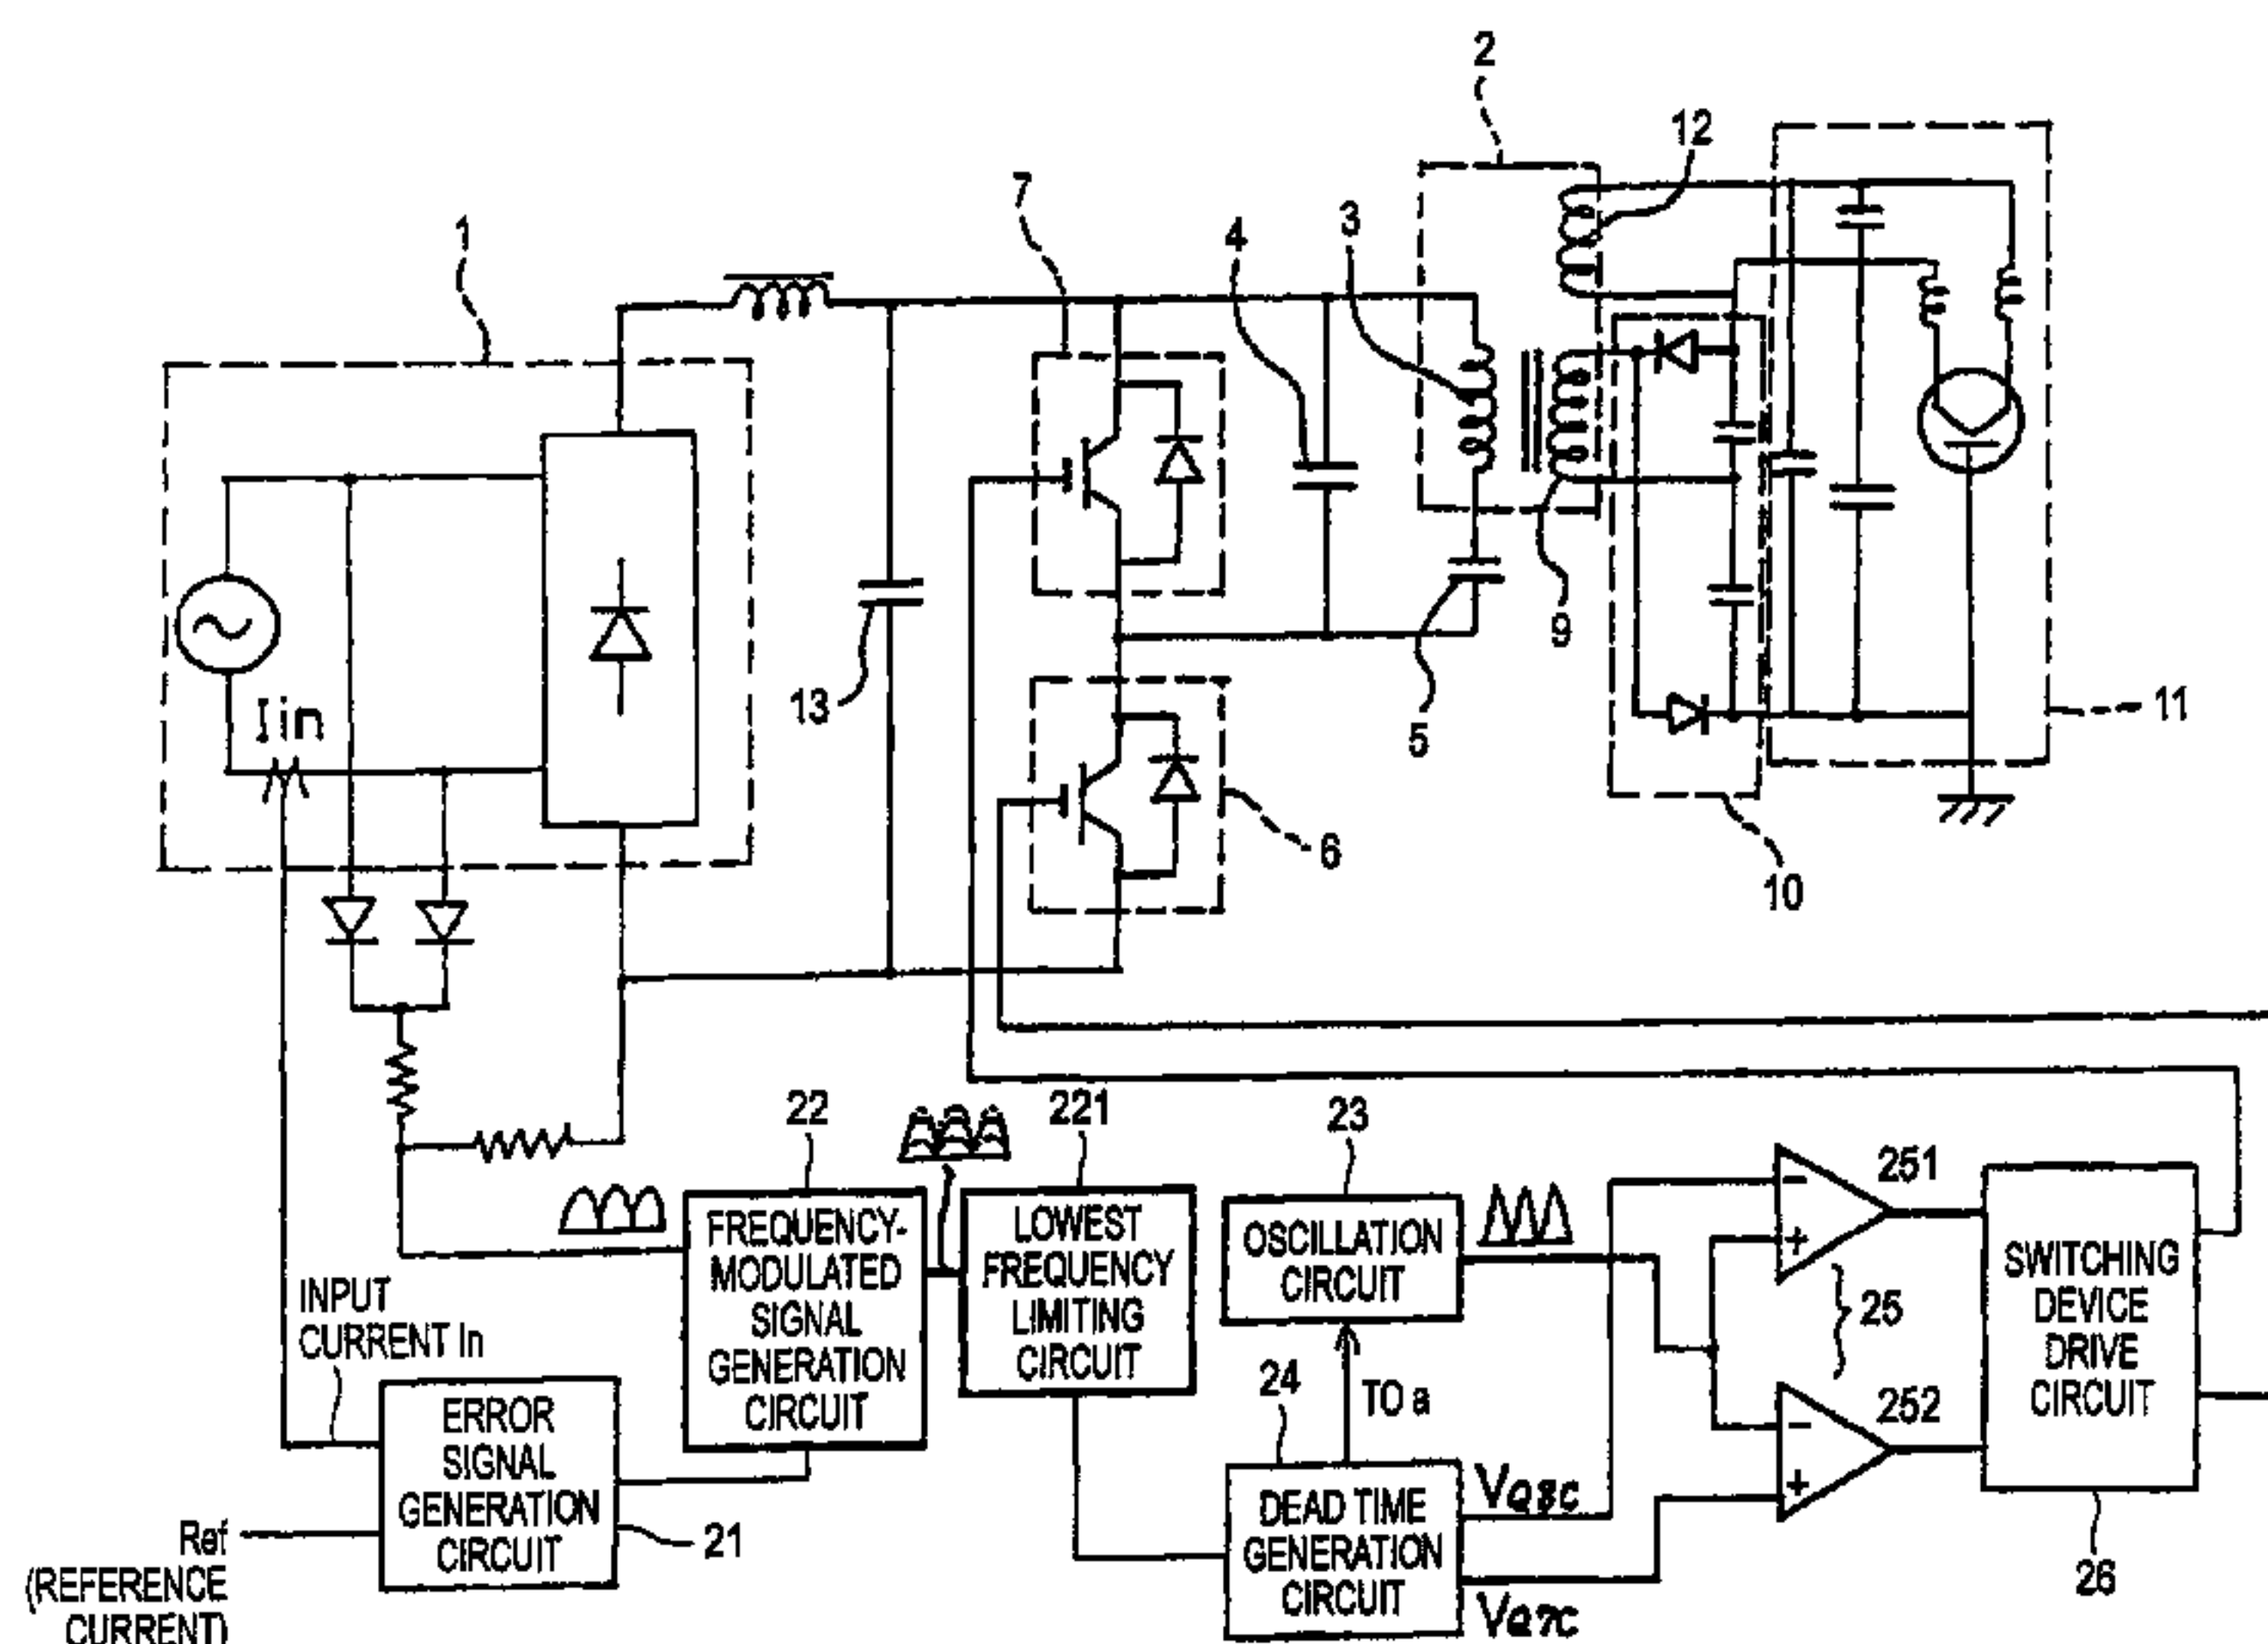 2
12
7
1
4
3
Iin
13
5
9
11
6
10
22
221
23
251
FREQUENCY-
MODULATED
SIGNAL
GENERATION
CIRCUIT
LOWEST
FREQUENCY
LIMITING
CIRCUIT
OSCILLATION
CIRCUIT
−
+
SWITCHING
DEVICE
DRIVE
CIRCUIT
25
INPUT
CURRENT In
24
TO a
252
−
+
ERROR
SIGNAL
GENERATION
CIRCUIT
21
Ref
(REFERENCE
CURRENT)
DEAD TIME
GENERATION
CIRCUIT
VQ8C
VQ7C
26